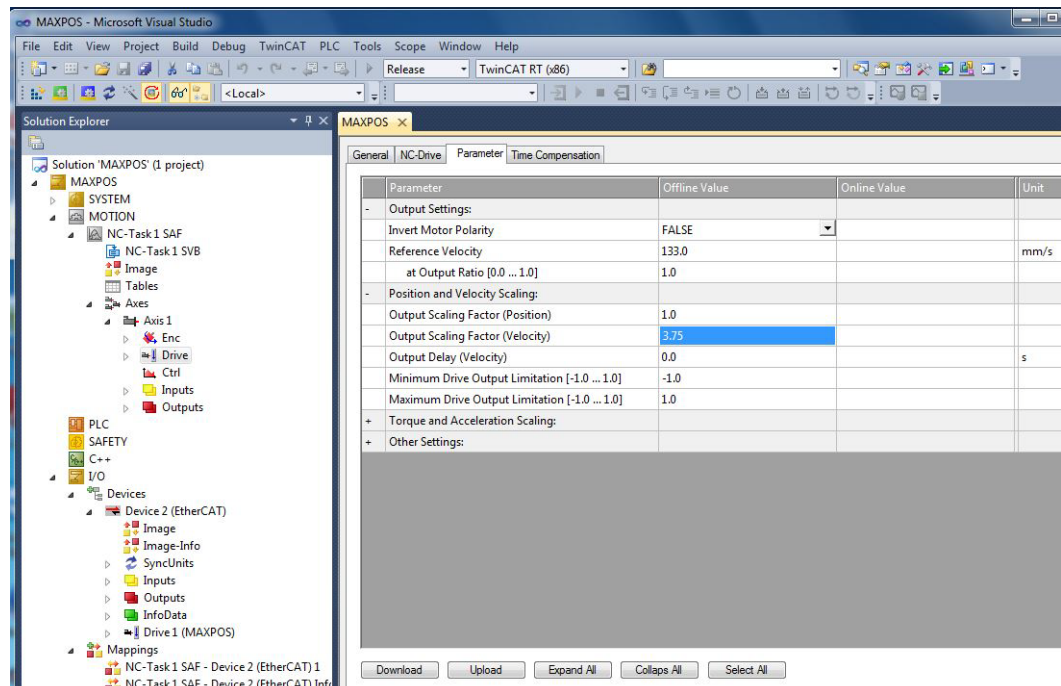 MAXPOS - Microsoft Visual Studio
File Edit View Project Build Debug TwinCAT PLC Tools Scope Window Help
Release TwinCAT RT (x86)
<Local>
Solution Explorer
MAXPOS
General NC-Drive Parameter Time Compensation
Solution 'MAXPOS' (1 project)
MAXPOS
SYSTEM
MOTION
NC-Task 1 SAF
NC-Task 1 SVB
Image
Tables
Axes
Axis 1
Enc
Drive
Ctrl
Inputs
Outputs
PLC
SAFETY
C++
I/O
Devices
Device 2 (EtherCAT)
Image
Image-Info
SyncUnits
Inputs
Outputs
InfoData
Drive 1 (MAXPOS)
Mappings
NC-Task 1 SAF - Device 2 (EtherCAT) 1
NC-Task 1 SAF - Device 2 (EtherCAT)
Parameter Offline Value Online Value Unit
- Output Settings:
Invert Motor Polarity FALSE
Reference Velocity 133.0 mm/s
at Output Ratio [0.0 ... 1.0] 1.0
- Position and Velocity Scaling:
Output Scaling Factor (Position) 1.0
Output Scaling Factor (Velocity) 3.75
Output Delay (Velocity) 0.0 s
Minimum Drive Output Limitation [-1.0 ... 1.0] -1.0
Maximum Drive Output Limitation [-1.0 ... 1.0] 1.0
+ Torque and Acceleration Scaling:
+ Other Settings:
Download Upload Expand All Collaps All Select All